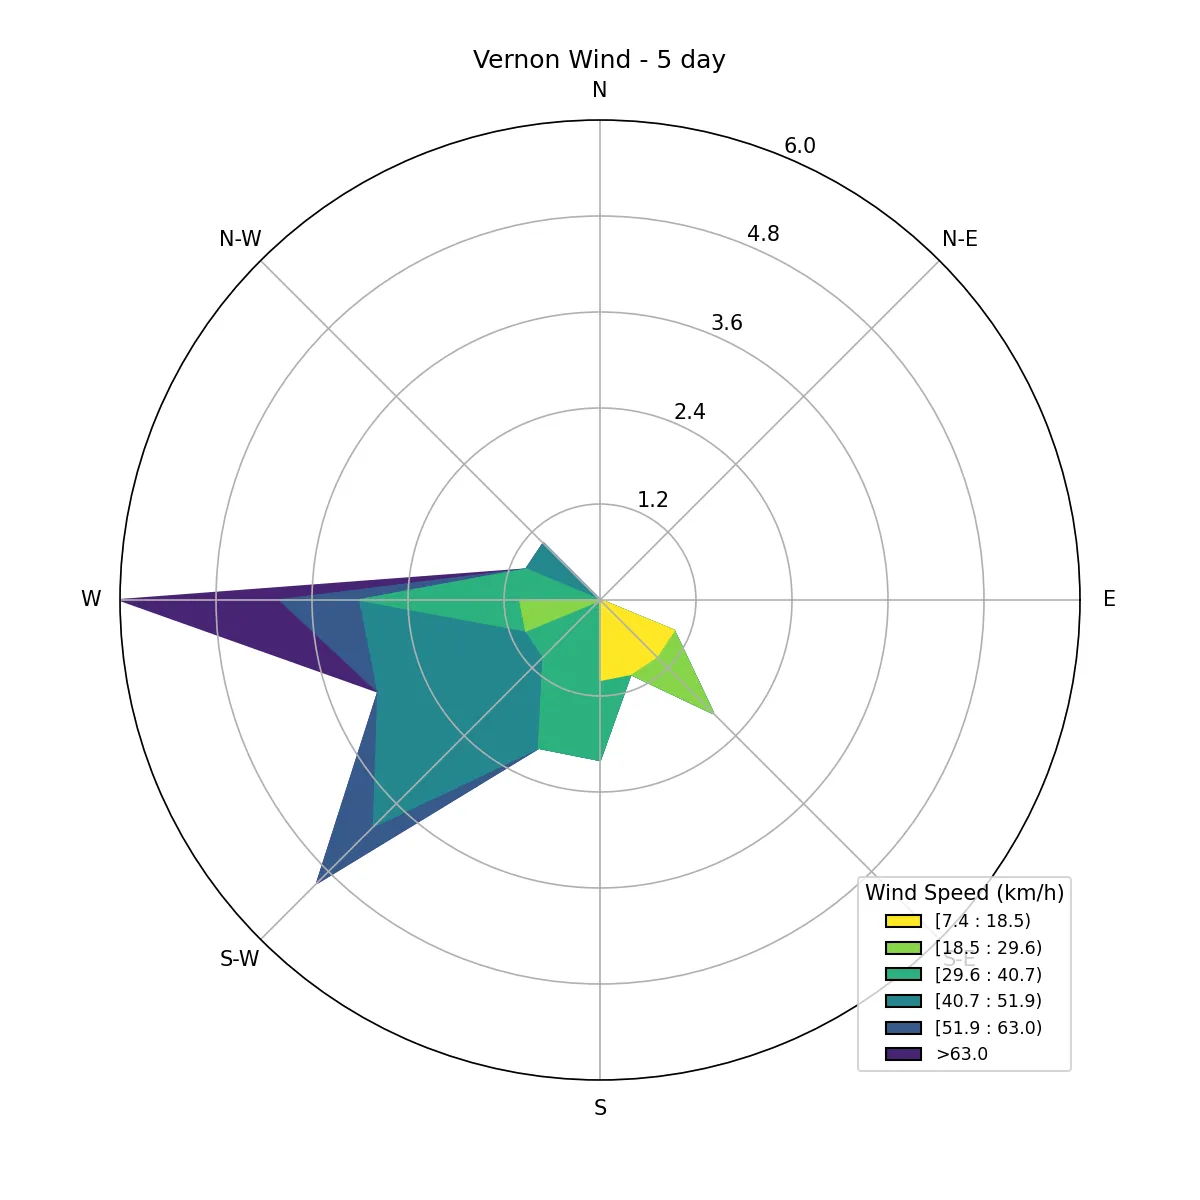 Vernon Wind - 5 day
N
6.0
4.8
N-W
N-E
3.6
2.4
1.2
W
E
Wind Speed (km/h)
[7.4 : 18.5)
[18.5 : 29.6)
S-W
S-E
[29.6 : 40.7)
[40.7 : 51.9)
[51.9 : 63.0)
>63.0
S